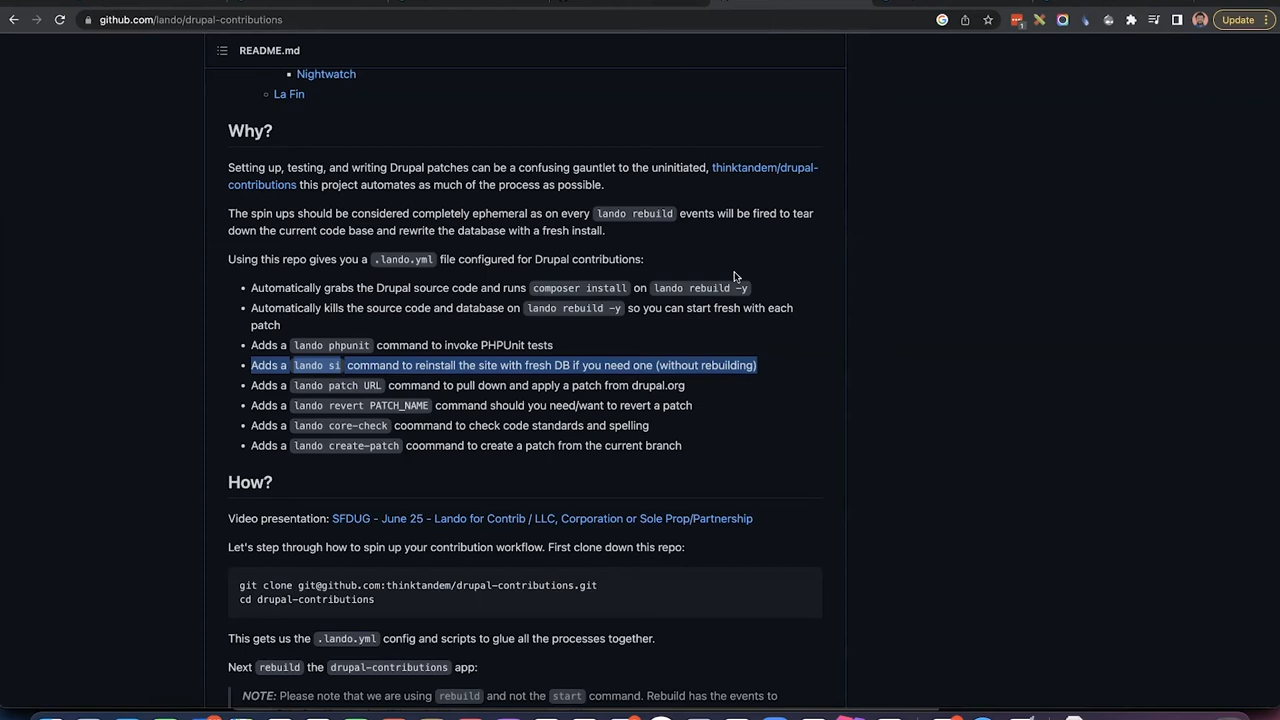 github.com/lando/drupal-contributions
Update
1
README.md
Nightwatch
La Fin
Why?
Setting up, testing, and writing Drupal patches can be a confusing gauntlet to the uninitiated, thinktandem/drupal-
contributions this project automates as much of the process as possible.
The spin ups should be considered completely ephemeral as on every lando rebuild events will be fired to tear
down the current code base and rewrite the database with a fresh install.
Using this repo gives you a .lando.yml file configured for Drupal contributions:
• Automatically grabs the Drupal source code and runs composer install on lando rebuild -y
• Automatically kills the source code and database on lando rebuild -y so you can start fresh with each
patch
• Adds a lando phpunit command to invoke PHPUnit tests
• Adds a lando si command to reinstall the site with fresh DB if you need one (without rebuilding)
• Adds a lando patch URL command to pull down and apply a patch from drupal.org
• Adds a lando revert PATCH_NAME command should you need/want to revert a patch
• Adds a lando core-check coommand to check code standards and spelling
• Adds a lando create-patch coommand to create a patch from the current branch
How?
Video presentation: SFDUG - June 25 - Lando for Contrib / LLC, Corporation or Sole Prop/Partnership
Let's step through how to spin up your contribution workflow. First clone down this repo:
git clone git@github.com:thinktandem/drupal-contributions.git
cd drupal-contributions
This gets us the .lando.yml config and scripts to glue all the processes together.
Next rebuild the drupal-contributions app:
NOTE: Please note that we are using rebuild and not the start command. Rebuild has the events to